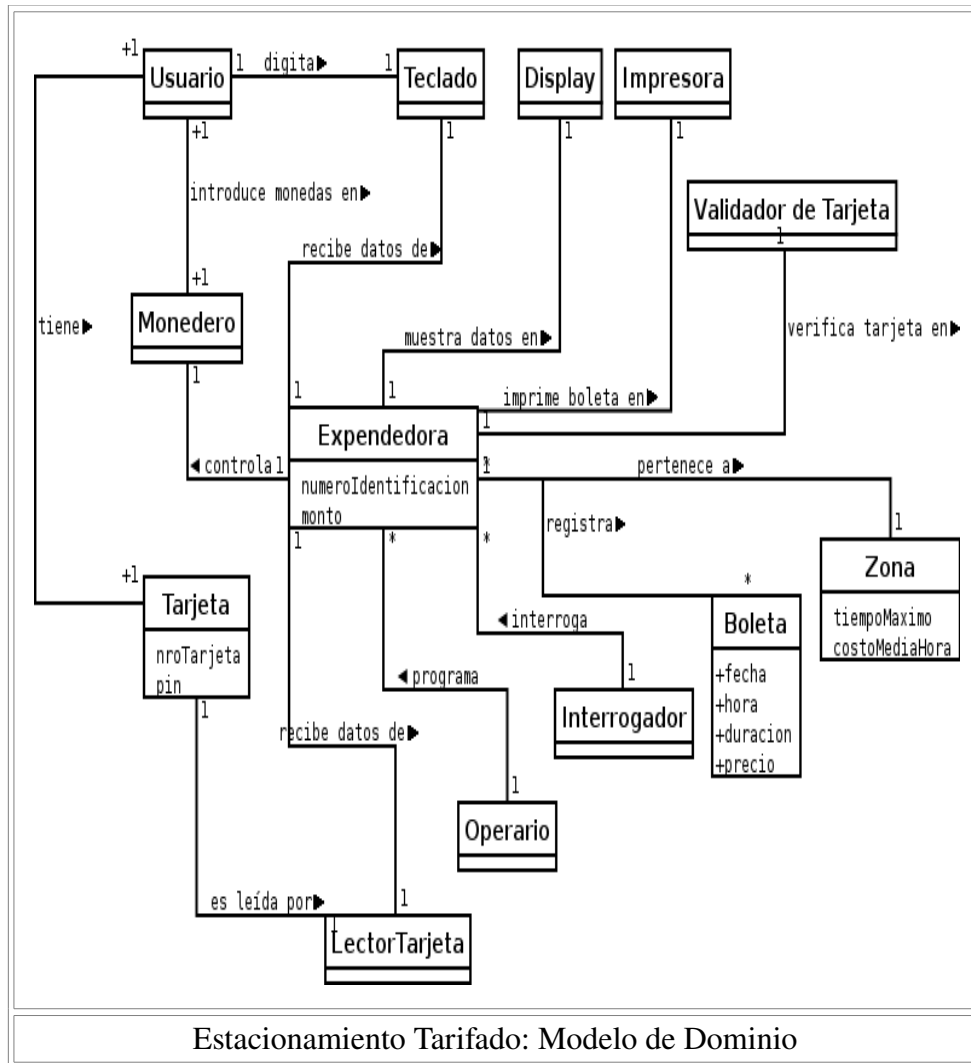 +1
1
digita▶
1
Usuario
Teclado
Display
Impresora
+1
1
1
1
introduce monedas en▶
Validador de Tarjeta
1
recibe datos de▶
+1
Monedero
tiene▶
muestra datos en▶
verifica tarjeta en▶
1
1
1
imprime boleta en▶
1
Expendedora
◀controla
1
*
1
pertenece a▶
numeroIdentificacion
monto
registra▶
1
1
*
*
Zona
tiempoMaximo
costoMediaHora
+1
Tarjeta
nroTarjeta
pin
*
Boleta
+fecha
+hora
+duracion
+precio
◀interroga
1
Interrogador
◀programa
1
recibe datos de▶
1
Operario
1
es leída por▶
1
LectorTarjeta
Estacionamiento Tarifado: Modelo de Dominio